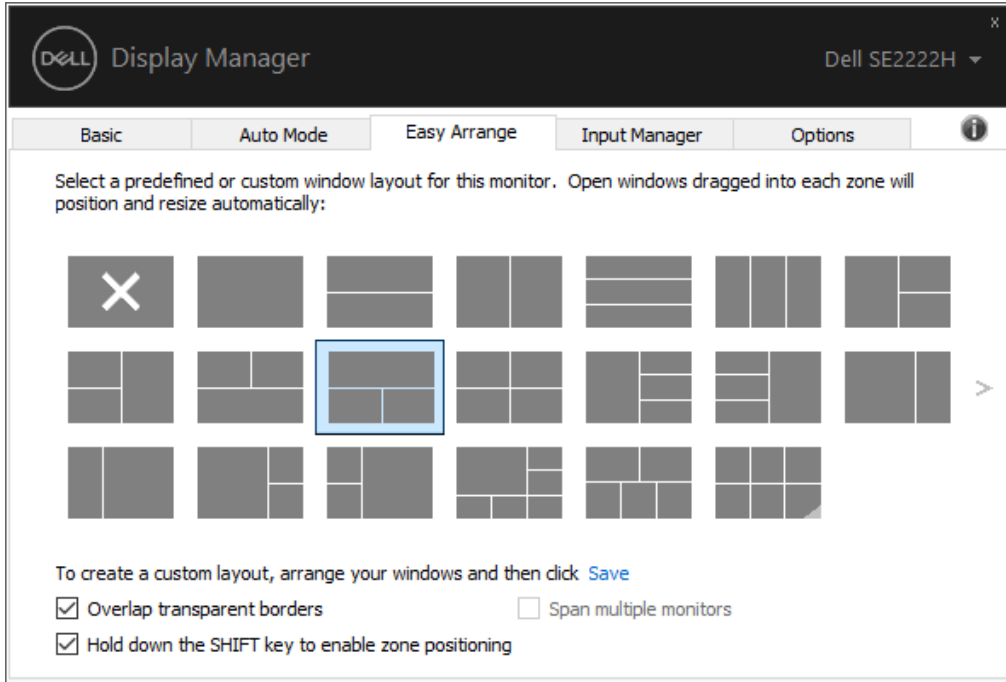 x
DELL Display Manager Dell SE2222H
Basic Auto Mode Easy Arrange Input Manager Options i
Select a predefined or custom window layout for this monitor. Open windows dragged into each zone will
position and resize automatically:
>
To create a custom layout, arrange your windows and then click Save
Overlap transparent borders Span multiple monitors
Hold down the SHIFT key to enable zone positioning